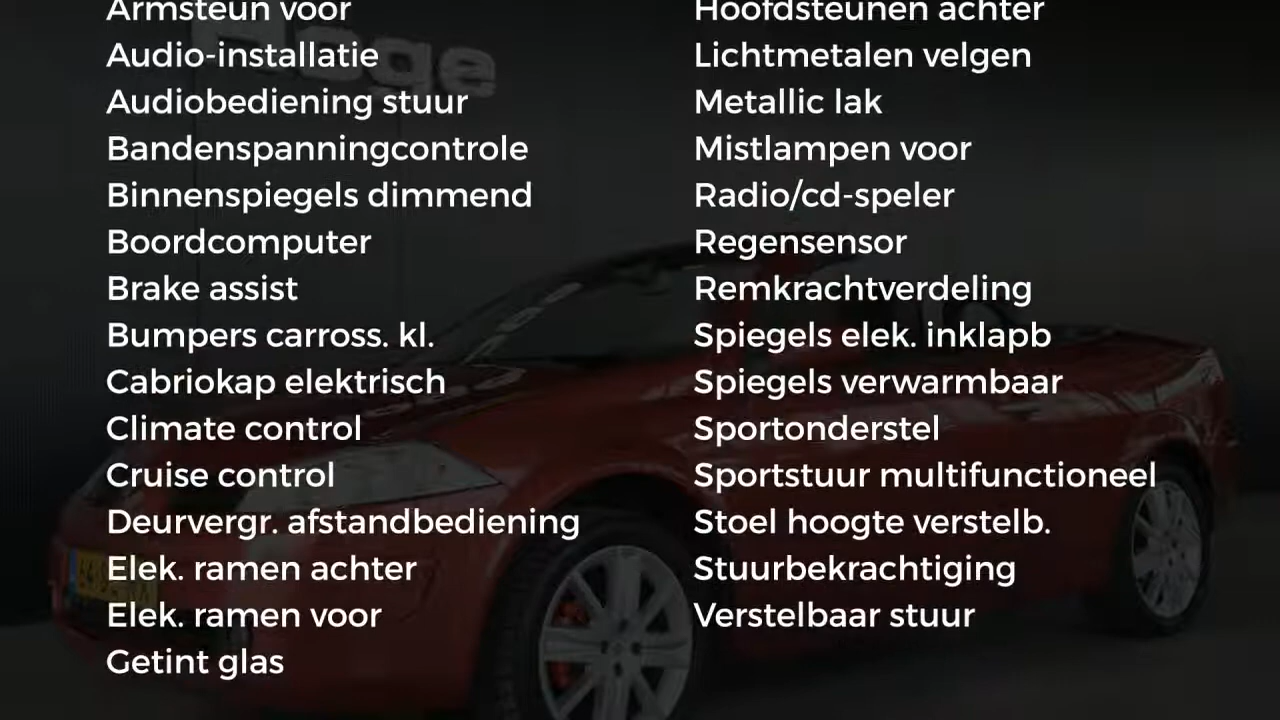 Armsteun voor
Audio-installatie
Audiobediening stuur
Bandenspanningcontrole
Binnenspiegels dimmend
Boordcomputer
Brake assist
Bumpers carross. kl.
Cabriokap elektrisch
Climate control
Cruise control
Deurvergr. afstandbediening
Elek. ramen achter
Elek. ramen voor
Getint glas
Hoofdsteunen achter
Lichtmetalen velgen
Metallic lak
Mistlampen voor
Radio/cd-speler
Regensensor
Remkrachtverdeling
Spiegels elek. inklapb
Spiegels verwarmbaar
Sportonderstel
Sportstuur multifunctioneel
Stoel hoogte verstelb.
Stuurbekrachtiging
Verstelbaar stuur